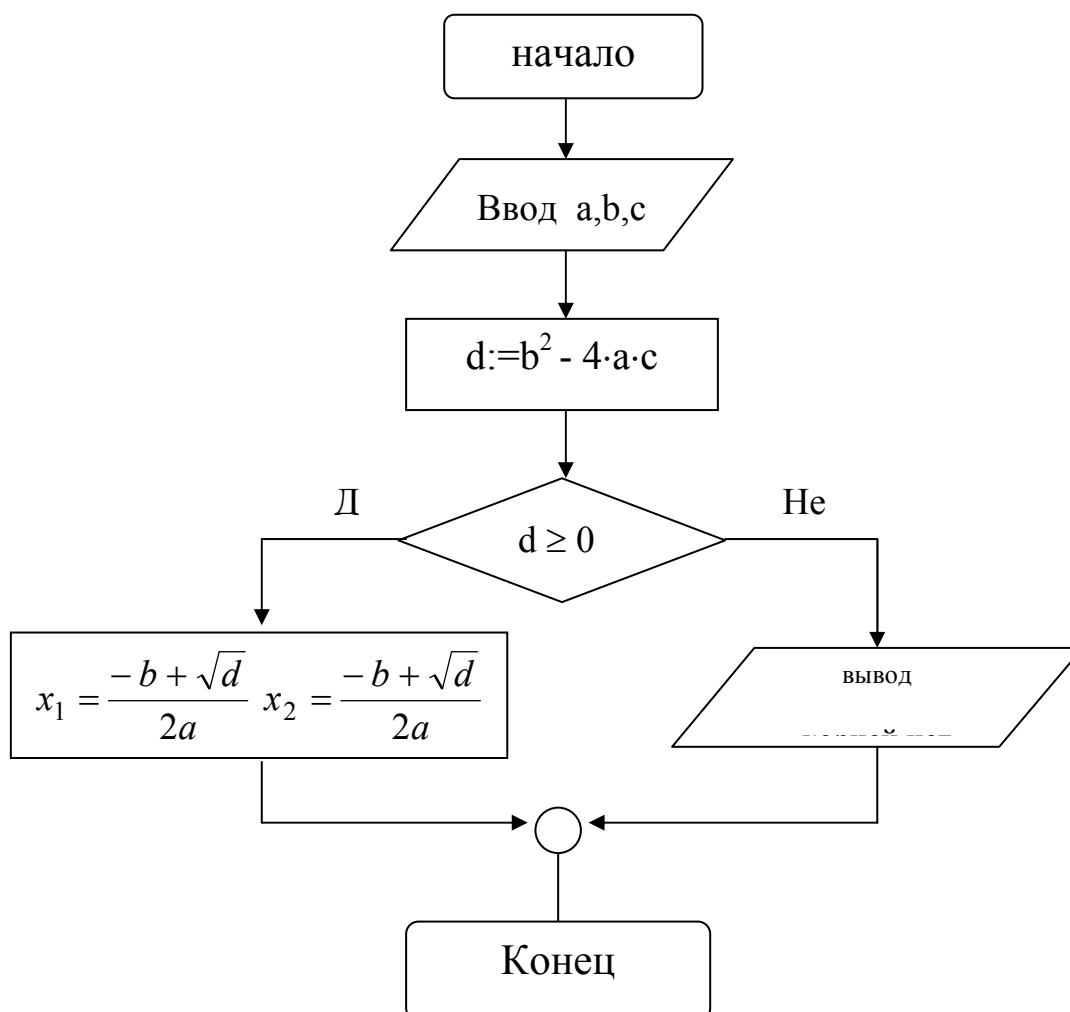 начало
Ввод a,b,c
d:=b² - 4·a·c
Д
Не
d ≥ 0
x₁ = (-b + √d)/2a x₂ = (-b + √d)/2a
вывод
Конец